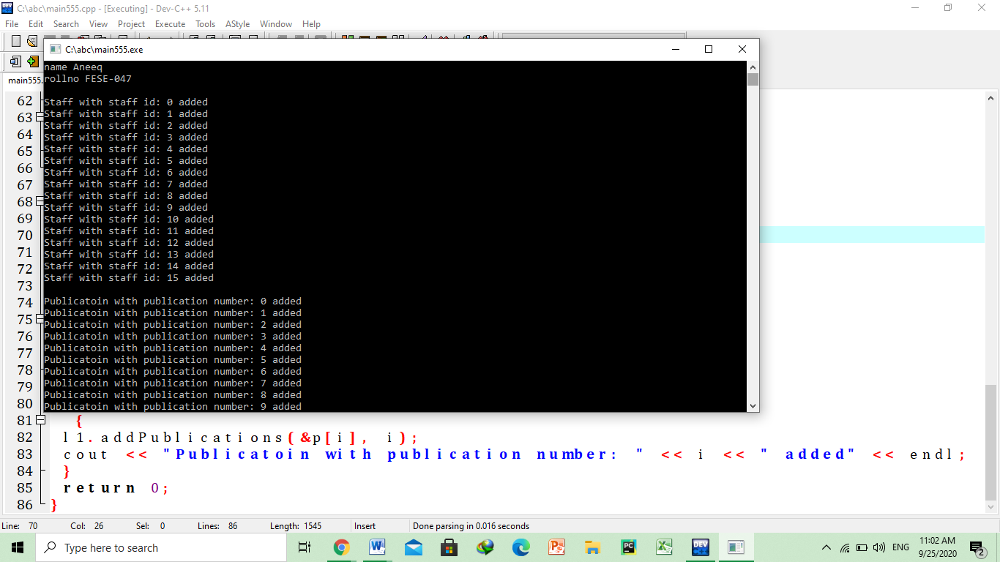 C:\abc\main555.cpp - [Executing] - Dev-C++ 5.11
File Edit Search View Project Execute Tools AStyle Window Help
C:\abc\main555.exe
main555.
name Aneeq
rollno FESE-047
Staff with staff id: 0 added
Staff with staff id: 1 added
Staff with staff id: 2 added
Staff with staff id: 3 added
Staff with staff id: 4 added
Staff with staff id: 5 added
Staff with staff id: 6 added
Staff with staff id: 7 added
Staff with staff id: 8 added
Staff with staff id: 9 added
Staff with staff id: 10 added
Staff with staff id: 11 added
Staff with staff id: 12 added
Staff with staff id: 13 added
Staff with staff id: 14 added
Staff with staff id: 15 added
Publicatoin with publication number: 0 added
Publicatoin with publication number: 1 added
Publicatoin with publication number: 2 added
Publicatoin with publication number: 3 added
Publicatoin with publication number: 4 added
Publicatoin with publication number: 5 added
Publicatoin with publication number: 6 added
Publicatoin with publication number: 7 added
Publicatoin with publication number: 8 added
Publicatoin with publication number: 9 added
62
63
64
65
66
67
68
69
70
71
72
73
74
75
76
77
78
79
80
81 {
82 l1.addPublications(&p[i], i);
83 cout << "Publicatoin with publication number: " << i << " added" << endl;
84 }
85 return 0;
86 }
Line: 70 Col: 26 Sel: 0 Lines: 86 Length: 1545 Insert Done parsing in 0.016 seconds
Type here to search
ENG
11:02 AM
9/25/2020
2